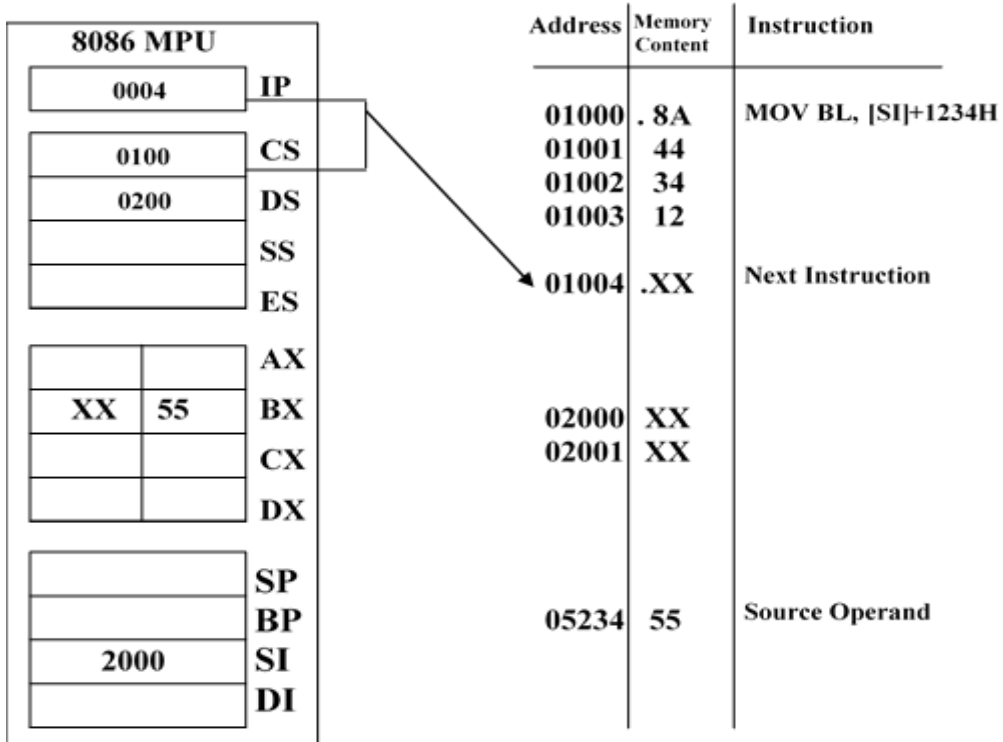 8086 MPU
0004 IP
0100 CS
0200 DS
SS
ES
AX
XX 55 BX
CX
DX
SP
BP
2000 SI
DI
Address Memory Content Instruction
01000 . 8A MOV BL, [SI]+1234H
01001 44
01002 34
01003 12
01004 .XX Next Instruction
02000 XX
02001 XX
05234 55 Source Operand